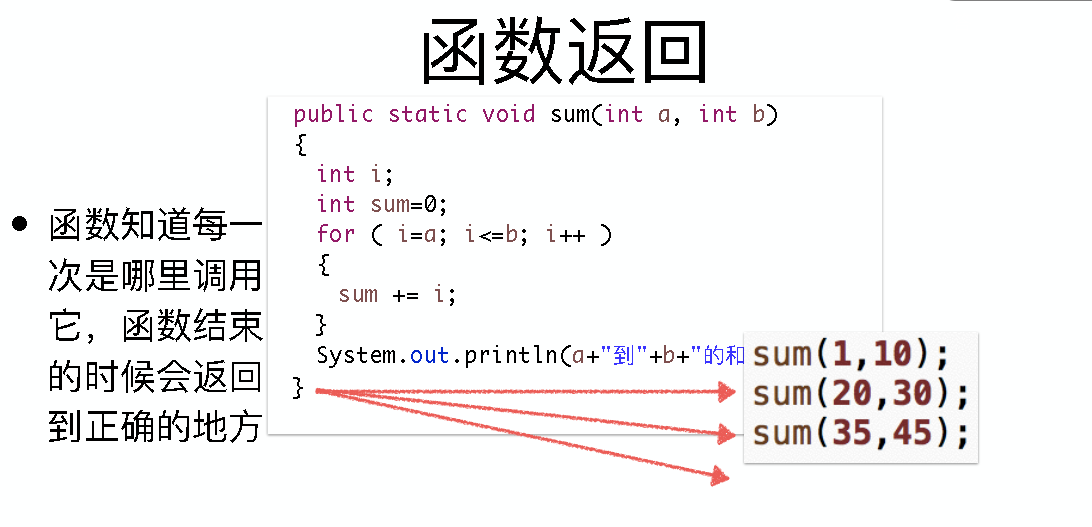 函数返回
public static void sum(int a, int b)
{
int i;
int sum=0;
for ( i=a; i<=b; i++ )
{
sum += i;
}
System.out.println(a+"到"+b+"的和
}
• 函数知道每一
次是哪里调用
它，函数结束
的时候会返回
到正确的地方
sum(1,10);
sum(20,30);
sum(35,45);